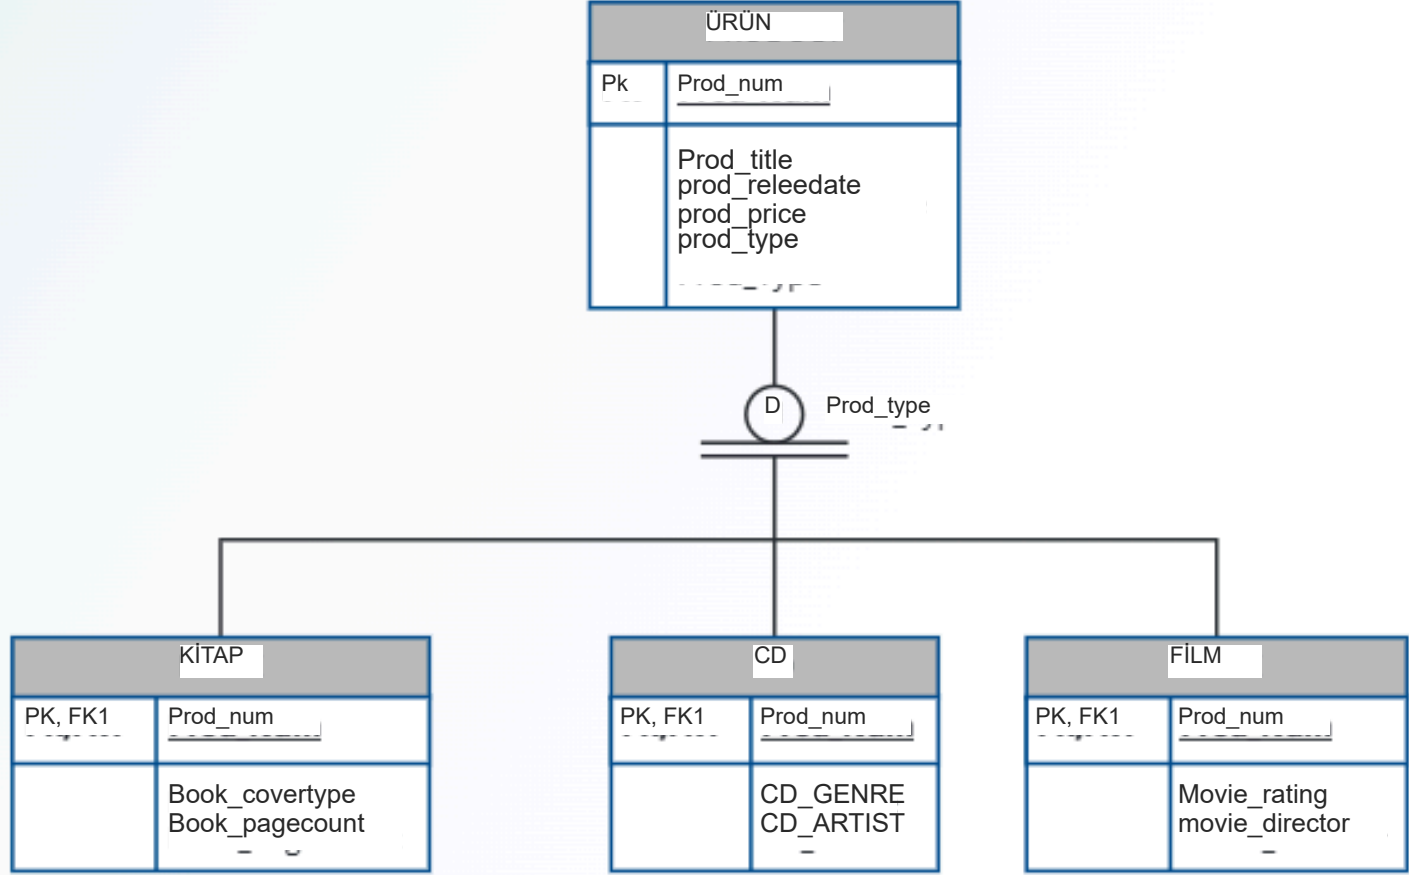 ÜRÜN
Pk Prod_num
Prod_title
prod_releedate
prod_price
prod_type
D Prod_type
KİTAP
PK, FK1 Prod_num
Book_covertype
Book_pagecount
CD
PK, FK1 Prod_num
CD_GENRE
CD_ARTIST
FİLM
PK, FK1 Prod_num
Movie_rating
movie_director